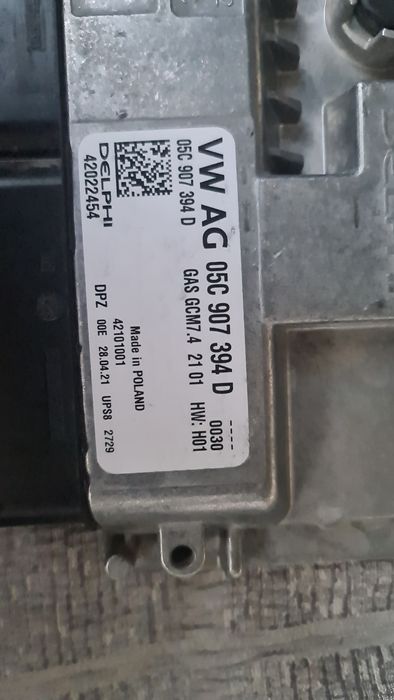 VW AG 05C 907 394 D ----
05C 907 394 D
GAS GCM7.4 21 01 0030
HW: H01
DELPHI
42022454
Made in POLAND
42101001
DPZ 00E 28.04.21 UPS8 2729